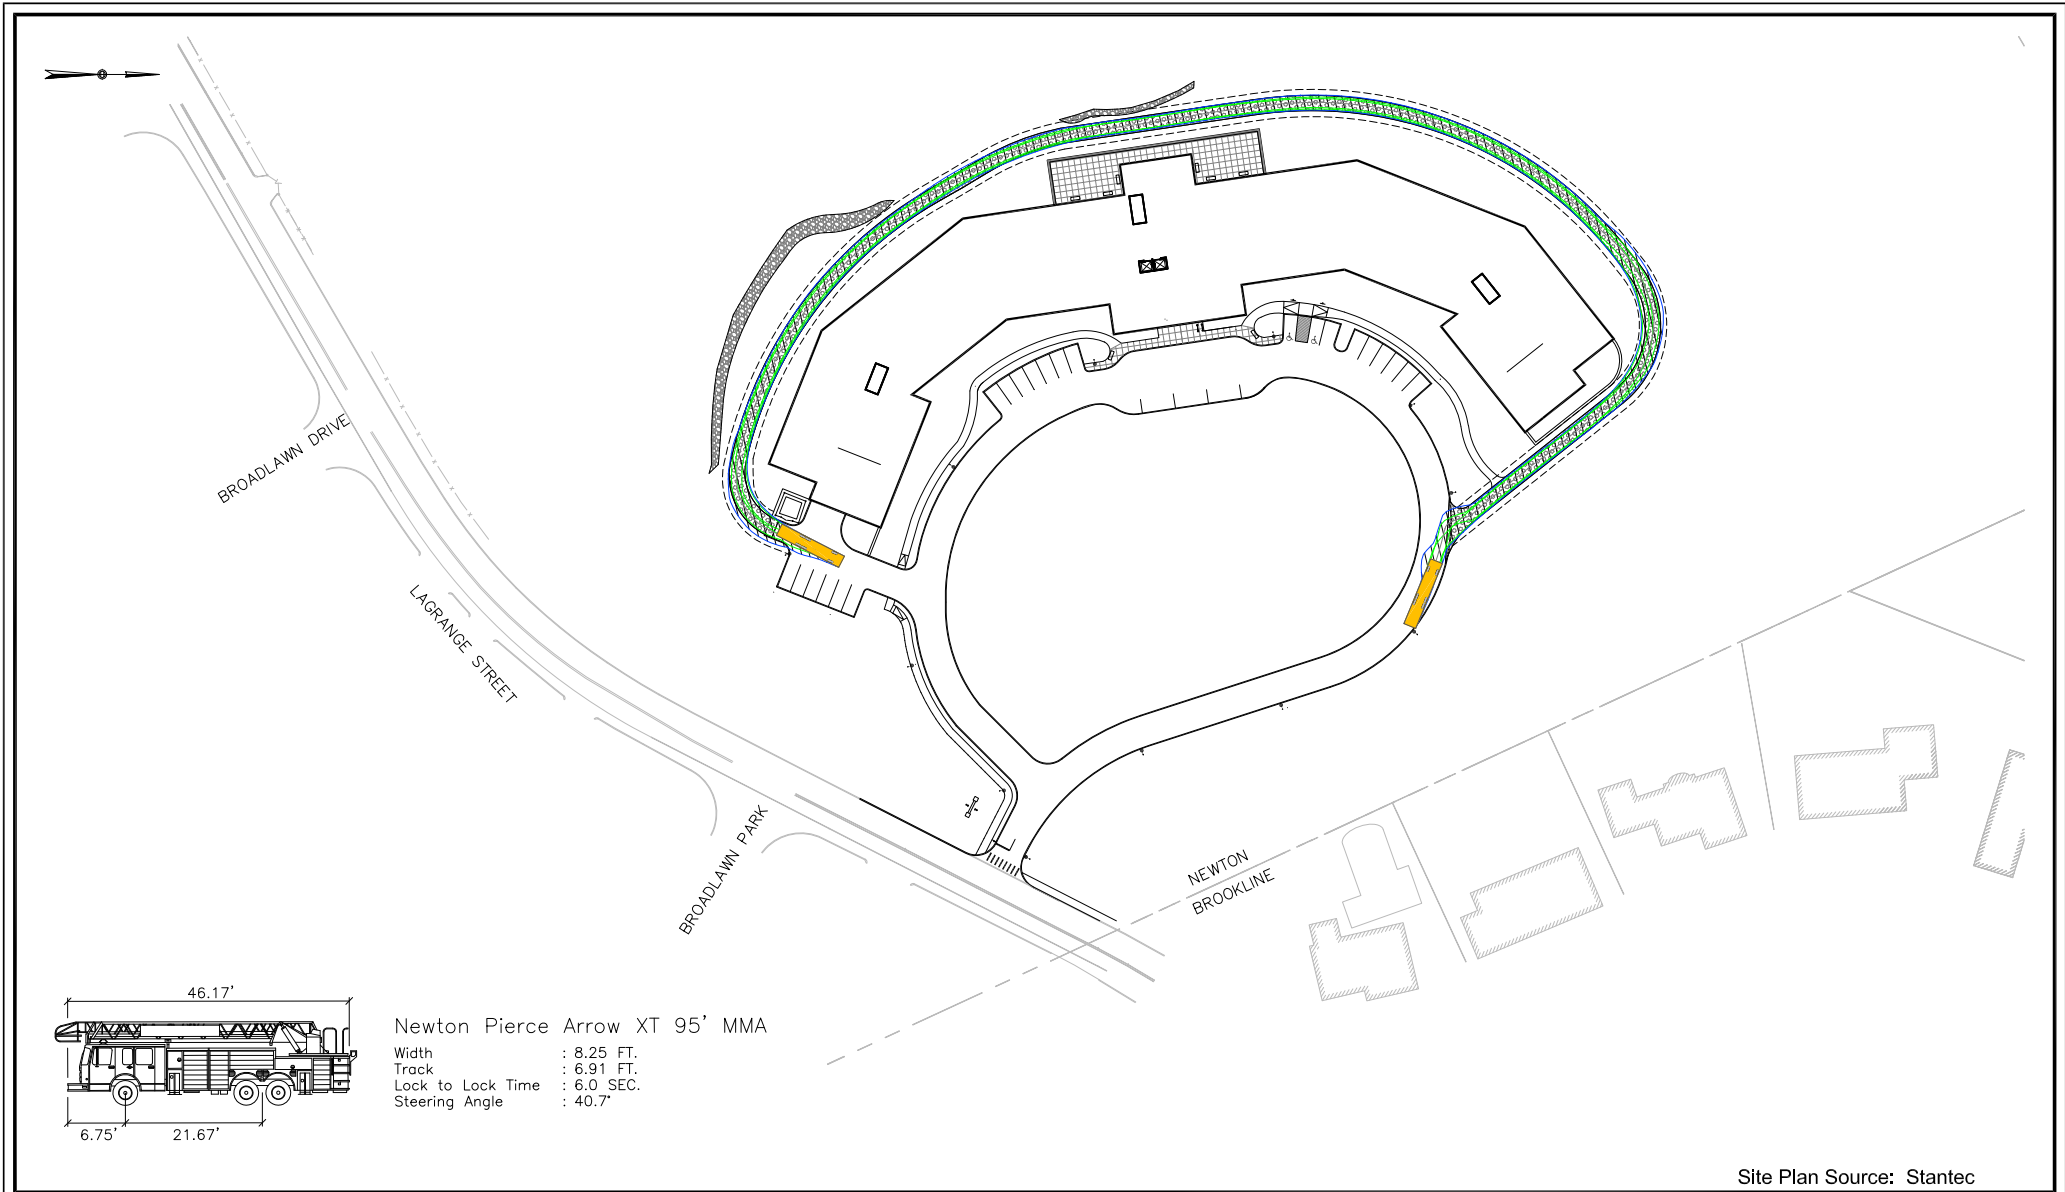 BROADLAWN DRIVE
LAGRANGE STREET
BROADLAWN PARK
NEWTON
BROOKLINE
46.17'
6.75'
21.67'
Newton Pierce Arrow XT 95' MMA
Width : 8.25 FT.
Track : 6.91 FT.
Lock to Lock Time : 6.0 SEC.
Steering Angle : 40.7°
Site Plan Source: Stantec